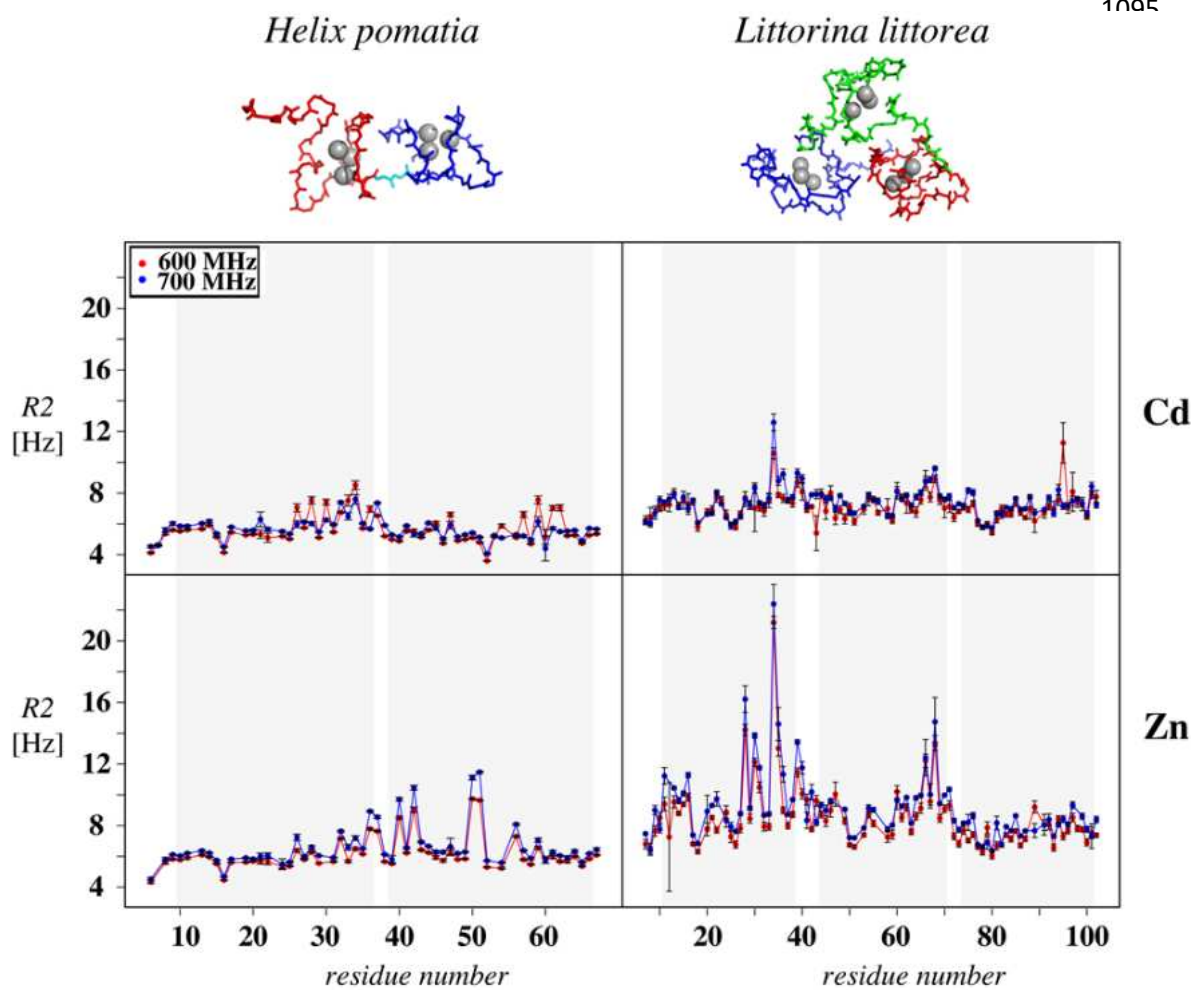 1095
Helix pomatia
Littorina littorea
600 MHz
700 MHz
20
16
12
8
4
R2
[Hz]
Cd
20
16
12
8
4
R2
[Hz]
Zn
10 20 30 40 50 60
20 40 60 80 100
residue number
residue number